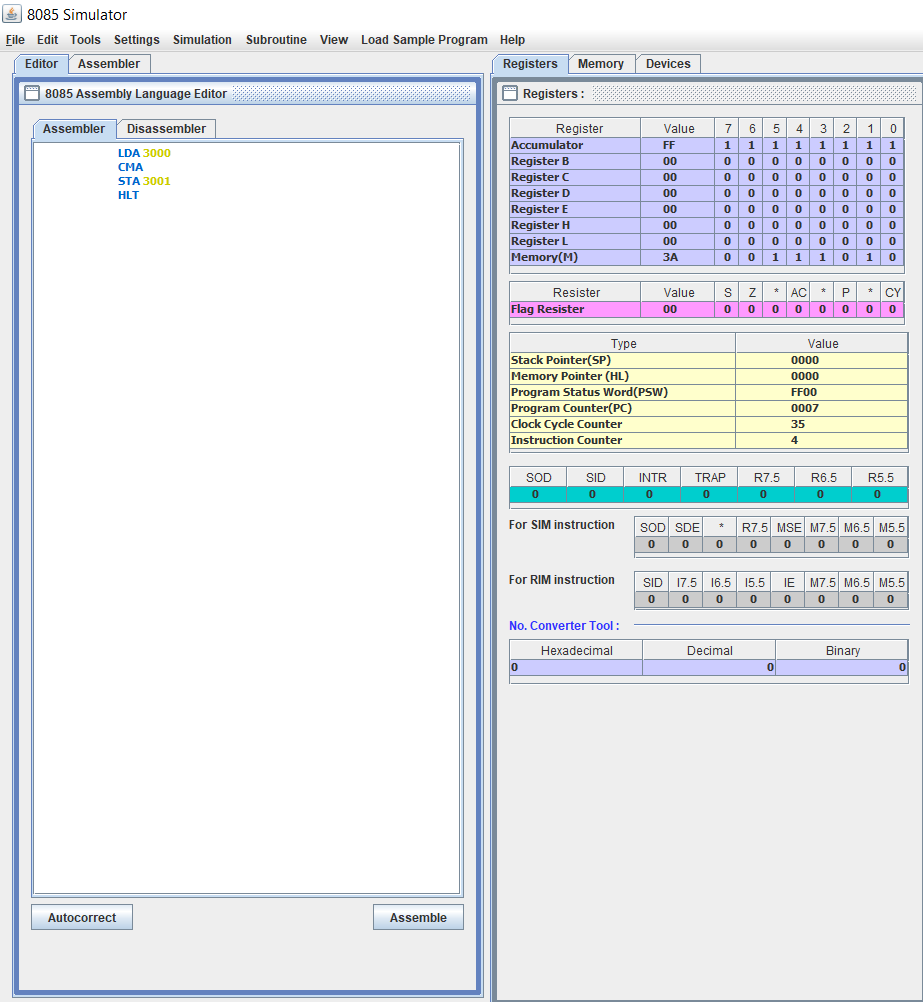 8085 Simulator
File Edit Tools Settings Simulation Subroutine View Load Sample Program Help
Editor Assembler
8085 Assembly Language Editor
Assembler Disassembler
LDA 3000
CMA
STA 3001
HLT
Autocorrect Assemble
Registers Memory Devices
Registers :
Register Value 7 6 5 4 3 2 1 0
Accumulator FF 1 1 1 1 1 1 1 1
Register B 00 0 0 0 0 0 0 0 0
Register C 00 0 0 0 0 0 0 0 0
Register D 00 0 0 0 0 0 0 0 0
Register E 00 0 0 0 0 0 0 0 0
Register H 00 0 0 0 0 0 0 0 0
Register L 00 0 0 0 0 0 0 0 0
Memory(M) 3A 0 0 1 1 1 0 1 0
Resister Value S Z * AC * P * CY
Flag Resister 00 0 0 0 0 0 0 0 0
Type Value
Stack Pointer(SP) 0000
Memory Pointer (HL) 0000
Program Status Word(PSW) FF00
Program Counter(PC) 0007
Clock Cycle Counter 35
Instruction Counter 4
SOD SID INTR TRAP R7.5 R6.5 R5.5
0 0 0 0 0 0 0
For SIM instruction
SOD SDE * R7.5 MSE M7.5 M6.5 M5.5
0 0 0 0 0 0 0 0
For RIM instruction
SID I7.5 I6.5 I5.5 IE M7.5 M6.5 M5.5
0 0 0 0 0 0 0 0
No. Converter Tool :
Hexadecimal Decimal Binary
0 0 0